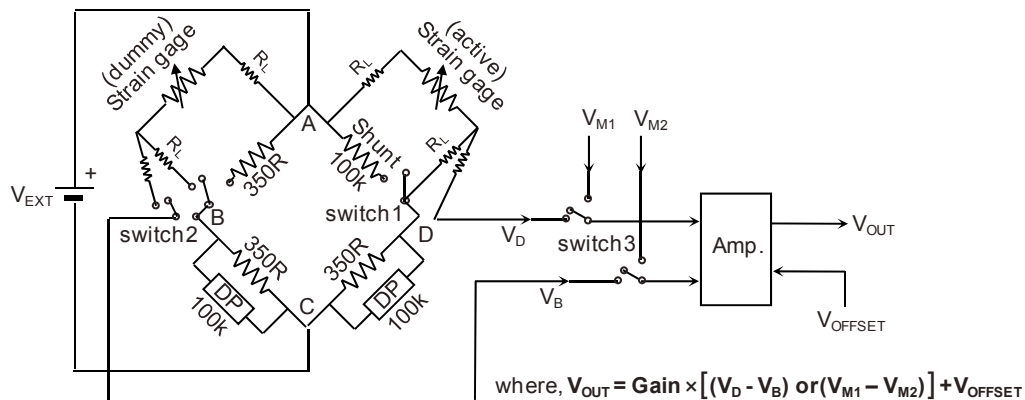 (dummy)
Strain gage
R_L
R_L
(active)
Strain gage
A
Shunt
100k
350R
R_L
R_L
V_EXT
+
B
switch2
switch1
D
350R
350R
DP
100k
C
DP
100k
V_M1
V_M2
V_D
switch3
Amp.
V_OUT
V_B
V_OFFSET
where, V_OUT = Gain × [(V_D - V_B) or (V_M1 – V_M2)] + V_OFFSET